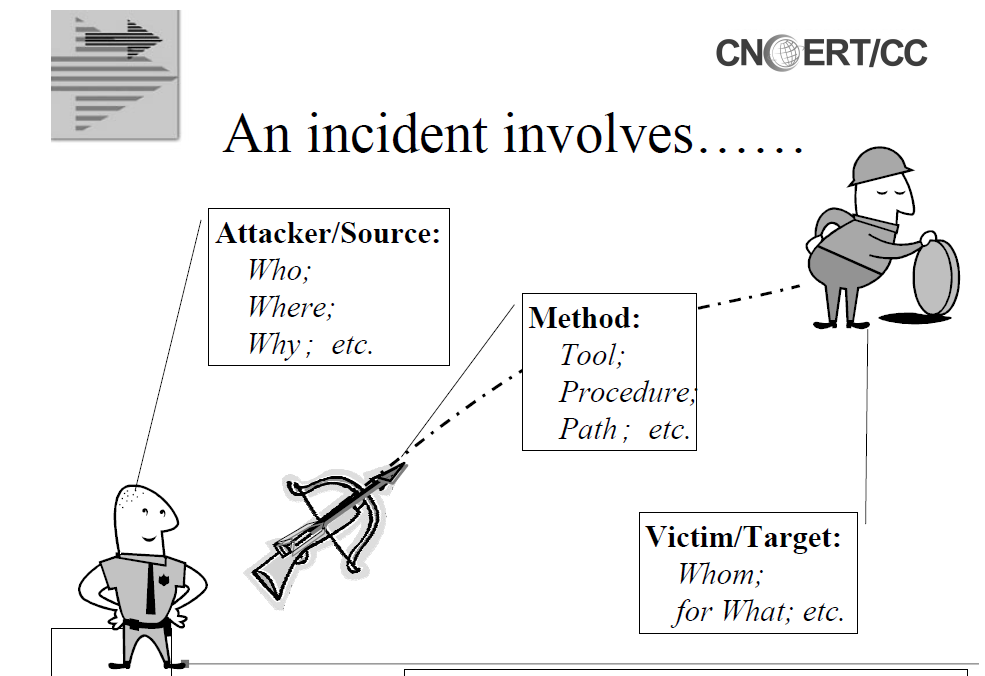 CNCERT/CC
An incident involves……
Attacker/Source:
Who;
Where;
Why ; etc.
Method:
Tool;
Procedure;
Path ; etc.
Victim/Target:
Whom;
for What; etc.